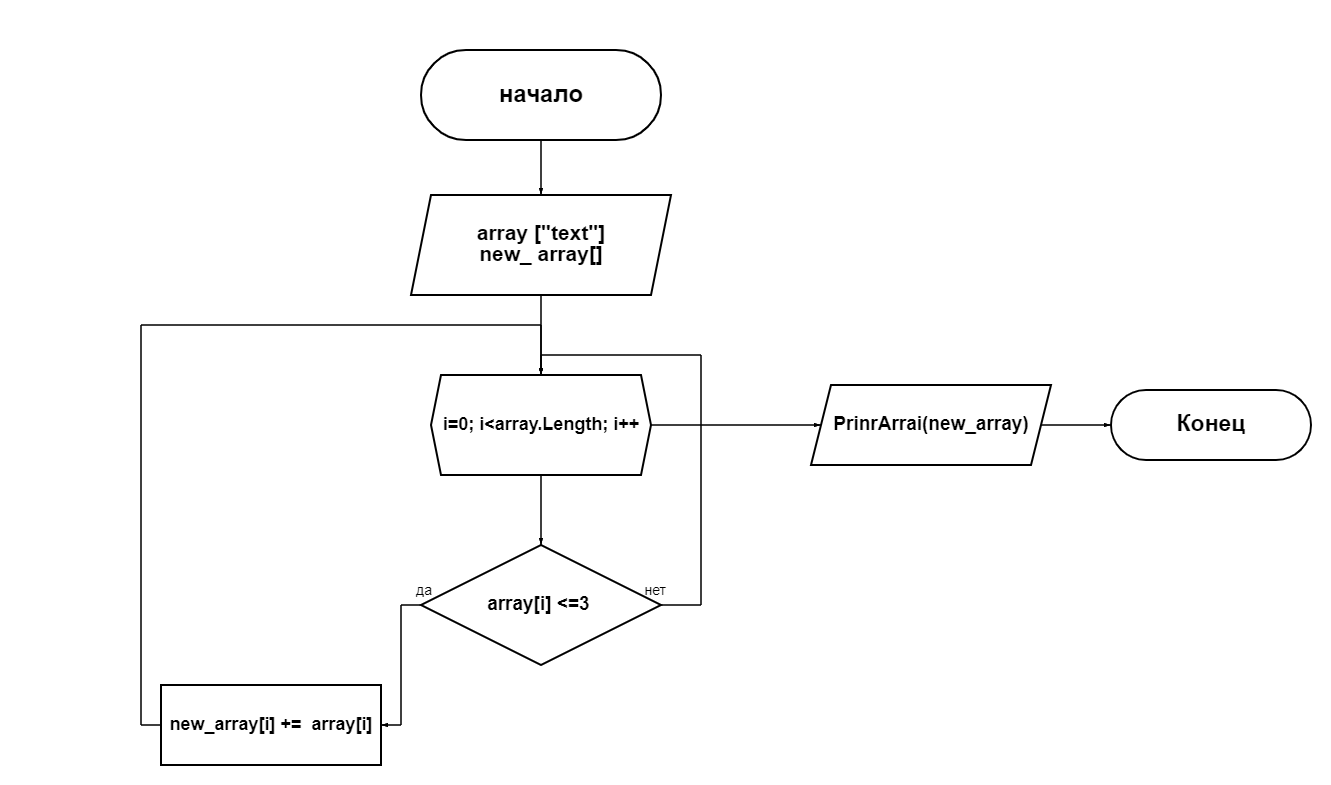 начало
array ["text"]
new_ array[]
i=0; i<array.Length; i++
PrinrArrai(new_array)
Конец
да
array[i] <=3
нет
new_array[i] +=  array[i]